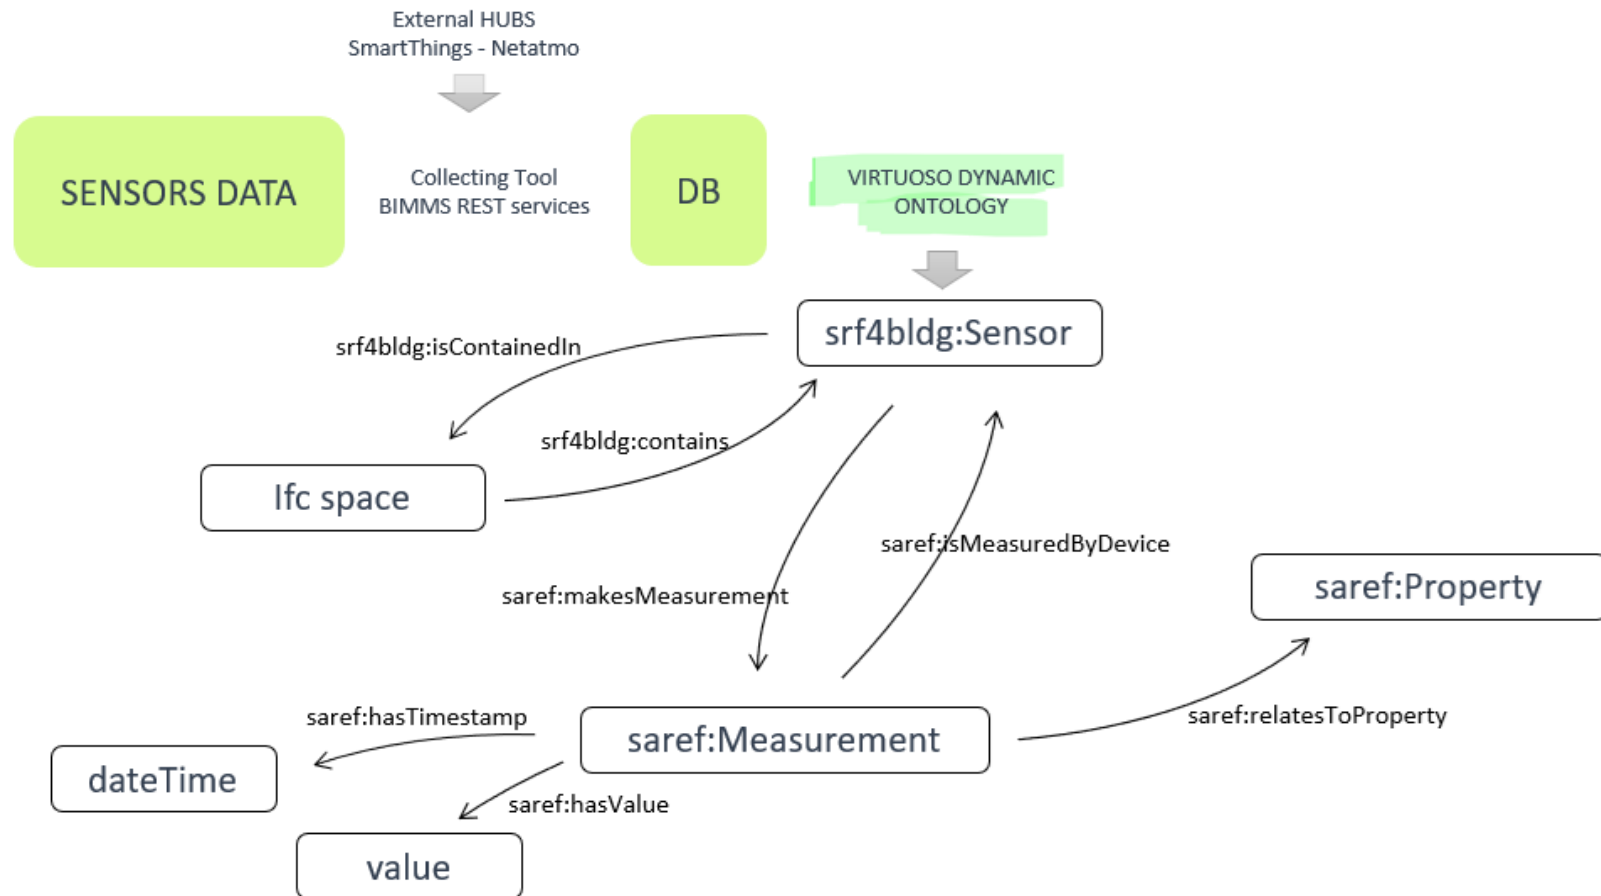 External HUBS
SmartThings - Netatmo
SENSORS DATA
Collecting Tool
BIMMS REST services
DB
VIRTUOSO DYNAMIC
ONTOLOGY
srf4bldg:Sensor
srf4bldg:isContainedIn
srf4bldg:contains
Ifc space
saref:isMeasuredByDevice
saref:makesMeasurement
saref:Property
saref:hasTimestamp
saref:relatesToProperty
saref:Measurement
dateTime
saref:hasValue
value